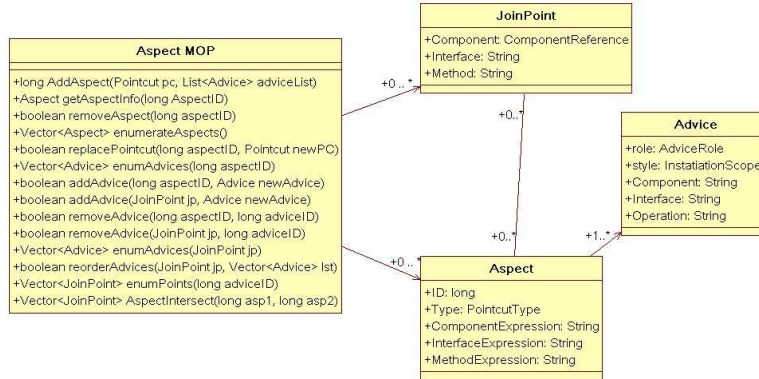 Aspect MOP
+long AddAspect(Pointcut pc, List<Advice> adviceList)
+Aspect getAspectInfo(long AspectID)
+boolean removeAspect(long aspectID)
+Vector<Aspect> enumerateAspects()
+boolean replacePointcut(long aspectID, Pointcut newPC)
+Vector<Advice> enumAdvices(long aspectID)
+boolean addAdvice(long aspectID, Advice newAdvice)
+boolean addAdvice(JoinPoint jp, Advice newAdvice)
+boolean removeAdvice(long aspectID, long adviceID)
+boolean removeAdvice(JoinPoint jp, long adviceID)
+Vector<Advice> enumAdvices(JoinPoint jp)
+boolean reorderAdvices(JoinPoint jp, Vector<Advice> lst)
+Vector<JoinPoint> enumPoints(long adviceID)
+Vector<JoinPoint> AspectIntersect(long asp1, long asp2)
+0..*
+0..*
JoinPoint
+Component: ComponentReference
+Interface: String
+Method: String
+0..*
+0..*
Aspect
+ID: long
+Type: PointcutType
+ComponentExpression: String
+InterfaceExpression: String
+MethodExpression: String
+1..*
Advice
+role: AdviceRole
+style: InstatiationScope
+Component: String
+Interface: String
+Operation: String